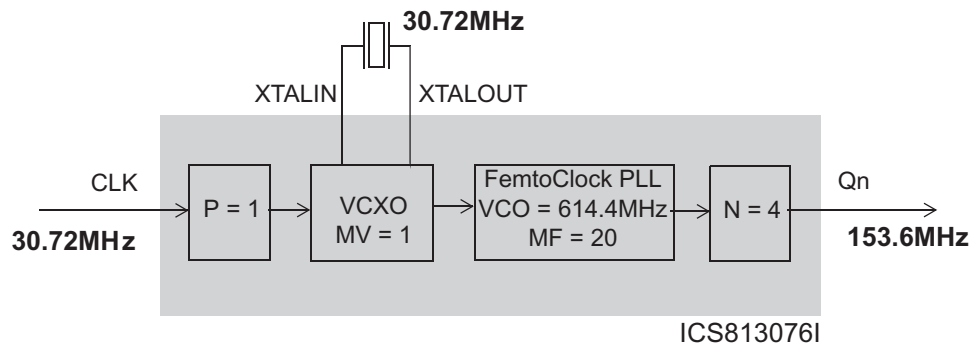 30.72MHz
XTALIN
XTALOUT
CLK
30.72MHz
P = 1
VCXO
MV = 1
FemtoClock PLL
VCO = 614.4MHz
MF = 20
N = 4
Qn
153.6MHz
ICS813076I